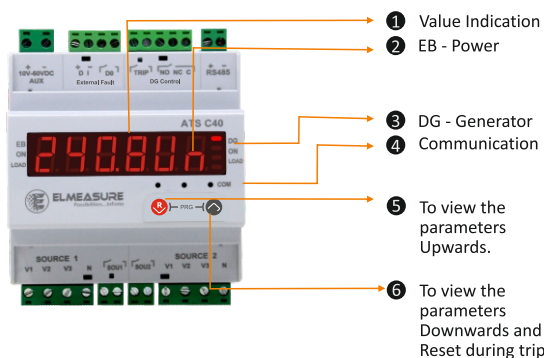 1 Value Indication
2 EB - Power
3 DG - Generator
4 Communication
5 To view the
parameters
Upwards.
6 To view the
parameters
Downwards and
Reset during trip
+ - + D I DO TRIP NO NC C + -
10V-60VDC
AUX
External Fault
DG Control
RS485
ATS C40
EB
ON
LOAD
240.8Un
DG
ON
LOAD
COM
ELMEASURE
R
PRG
SOURCE 1
V1 V2 V3 N
SOU1
SOU2
SOURCE 2
V1 V2 V3 N